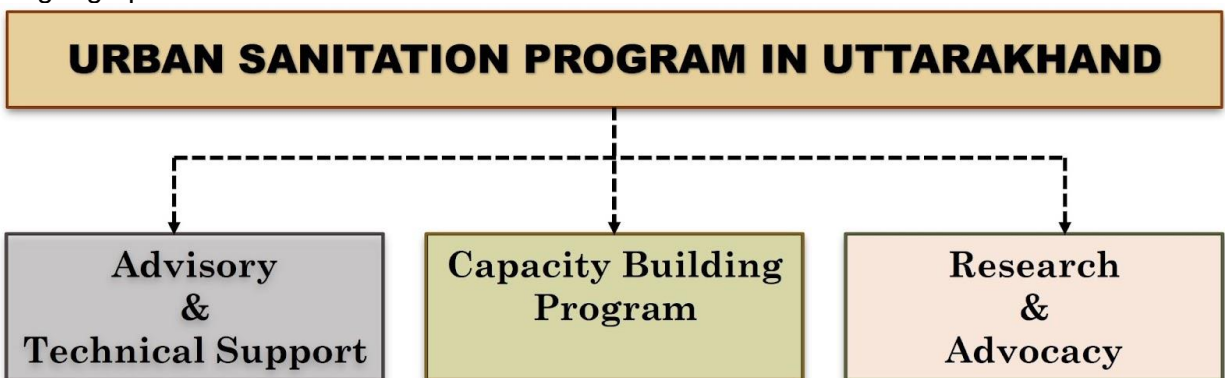 URBAN SANITATION PROGRAM IN UTTARAKHAND
Advisory
&
Technical Support
Capacity Building
Program
Research
&
Advocacy